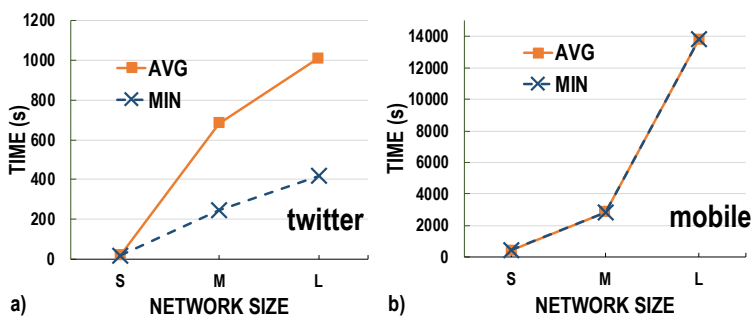 1200
1000
800
600
400
200
0
TIME (s)
AVG
MIN
twitter
S M L
NETWORK SIZE
a)
14000
12000
10000
8000
6000
4000
2000
0
TIME (s)
AVG
MIN
mobile
S M L
NETWORK SIZE
b)